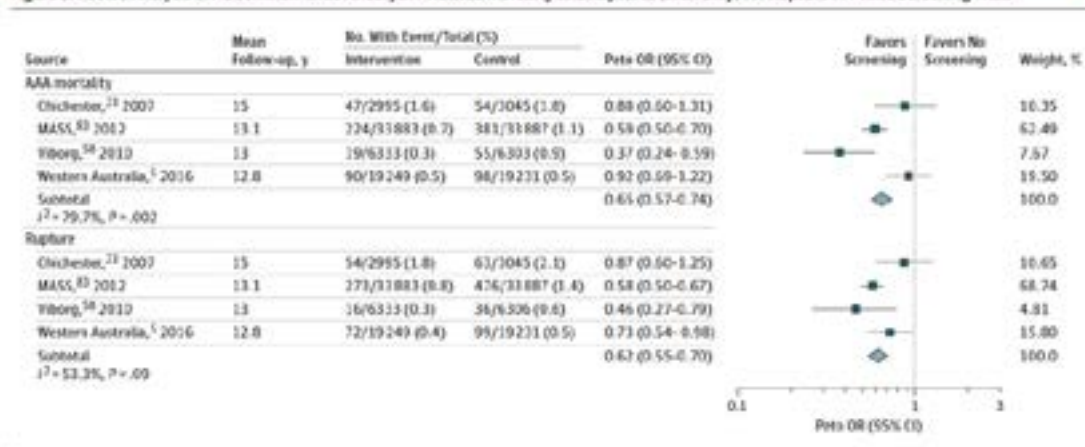 Mean No. With Event/Total (%) Favors Favors No
Source Follow-up, y Intervention Control Peto OR (95% CI) Screening Screening Weight, %
AAA mortality
Chichester, 2007 15 47/2995 (1.6) 54/3045 (1.8) 0.88 (0.60-1.31) 10.35
MASS, 2012 13.1 224/33883 (0.7) 381/33887 (1.1) 0.59 (0.50-0.70) 62.49
Viborg, 2010 13 19/6333 (0.3) 55/6303 (0.9) 0.37 (0.24-0.59) 7.67
Western Australia, 2016 12.8 90/19249 (0.5) 98/19231 (0.5) 0.92 (0.69-1.22) 19.50
Subtotal 0.65 (0.57-0.74) 100.0
I2 = 79.7%, P = .002
Rupture
Chichester, 2007 15 54/2995 (1.8) 63/3045 (2.1) 0.87 (0.60-1.25) 10.65
MASS, 2012 13.1 273/33883 (0.8) 476/33887 (1.4) 0.58 (0.50-0.67) 68.74
Viborg, 2010 13 16/6333 (0.3) 36/6306 (0.6) 0.46 (0.27-0.79) 4.81
Western Australia, 2016 12.8 72/19249 (0.4) 99/19231 (0.5) 0.73 (0.54-0.98) 15.80
Subtotal 0.62 (0.55-0.70) 100.0
I2 = 53.3%, P = .09
0.1 1 3
Peto OR (95% CI)